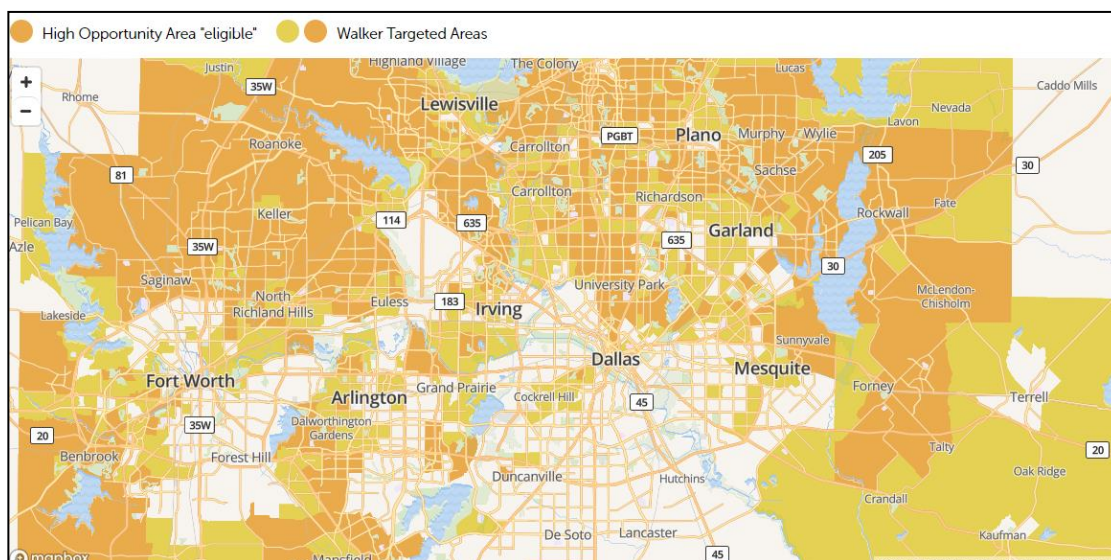 High Opportunity Area "eligible" Walker Targeted Areas
+
−
Justin
35W
Highland Village
The Colony
Lucas
Rhome
Lewisville
Caddo Mills
Nevada
Lavon
PGBT
Plano
Murphy
Wylie
Roanoke
Carrollton
205
81
Sachse
30
Carrollton
Richardson
Pelican Bay
Keller
114
635
Garland
Rockwall
Fate
Azle
35W
635
30
Saginaw
University Park
McLendon-
Chisholm
North
Richland Hills
Euless
183
Irving
Lakeside
Sunnyvale
Dallas
Mesquite
Fort Worth
Arlington
Grand Prairie
Cockrell Hill
Forney
Terrell
45
35W
Dalworthington
Gardens
20
Benbrook
Forest Hill
Talty
20
Duncanville
Hutchins
Oak Ridge
Crandall
De Soto
Lancaster
Kaufman
45
mapbox
Mansfield